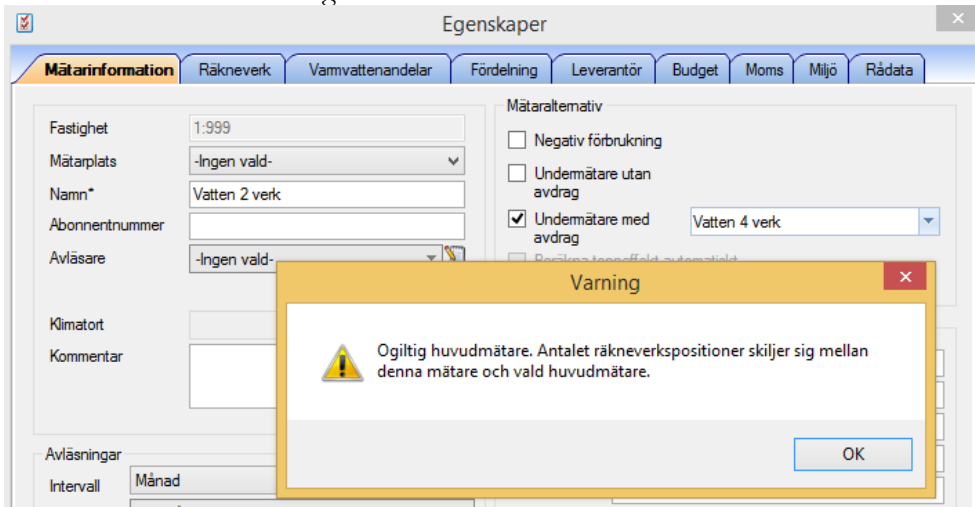 Egenskaper
Mätarinformation Räkneverk Varmvattenandelar Fördelning Leverantör Budget Moms Miljö Rådata
Fastighet 1:999
Mätarplats -Ingen vald-
Namn* Vatten 2 verk
Abonnentnummer
Avläsare -Ingen vald-
Klimatort
Kommentar
Avläsningar
Intervall Månad
Mätaralternativ
Negativ förbrukning
Undermätare utan
avdrag
Undermätare med Vatten 4 verk
avdrag
Varning
Ogiltig huvudmätare. Antalet räkneverkspositioner skiljer sig mellan
denna mätare och vald huvudmätare.
OK